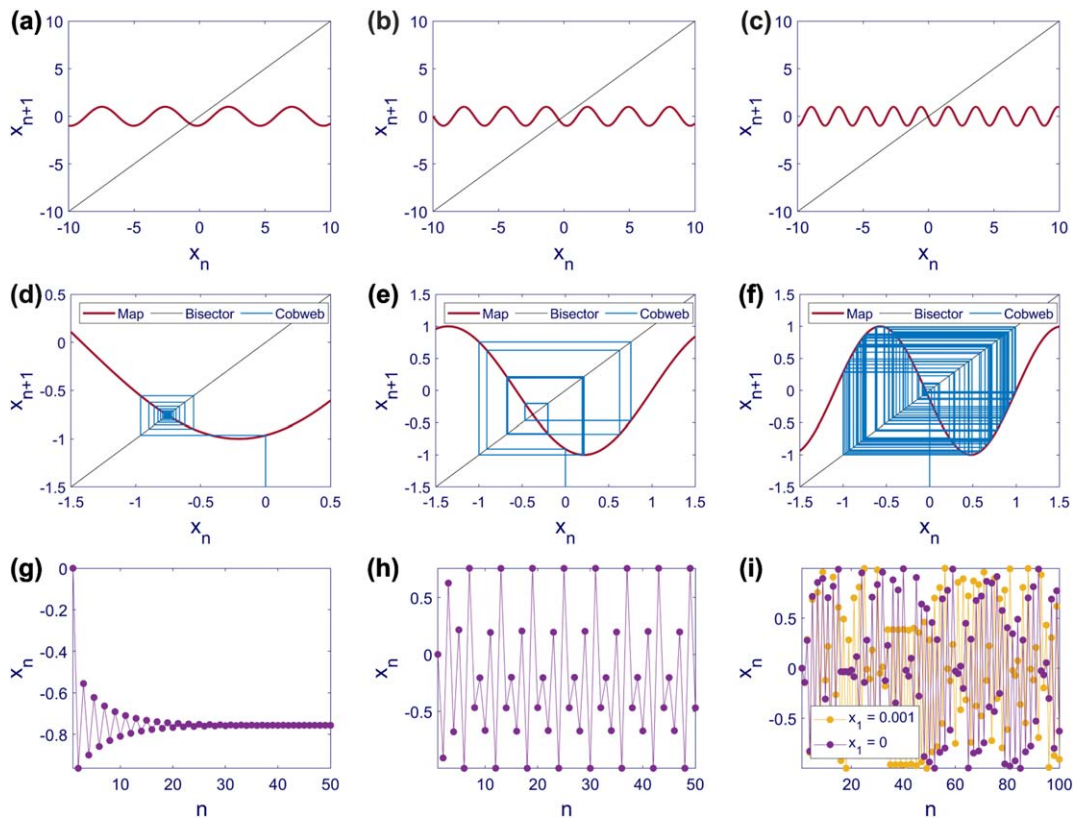 (a)
10
5
0
-5
-10
x_{n+1}
-10 -5 0 5 10
x_n
(b)
10
5
0
-5
-10
x_{n+1}
-10 -5 0 5 10
x_n
(c)
10
5
0
-5
-10
x_{n+1}
-10 -5 0 5 10
x_n
(d)
0.5
0
-0.5
-1
-1.5
x_{n+1}
Map Bisector Cobweb
-1.5 -1 -0.5 0 0.5
x_n
(e)
1.5
1
0.5
0
-0.5
-1
-1.5
x_{n+1}
Map Bisector Cobweb
-1.5 -1 -0.5 0 0.5 1 1.5
x_n
(f)
1.5
1
0.5
0
-0.5
-1
-1.5
x_{n+1}
Map Bisector Cobweb
-1.5 -1 -0.5 0 0.5 1 1.5
x_n
(g)
0
-0.2
-0.4
-0.6
-0.8
x_n
10 20 30 40 50
n
(h)
0.5
0
-0.5
x_n
10 20 30 40 50
n
(i)
0.5
0
-0.5
x_n
x_1 = 0.001
x_1 = 0
20 40 60 80 100
n